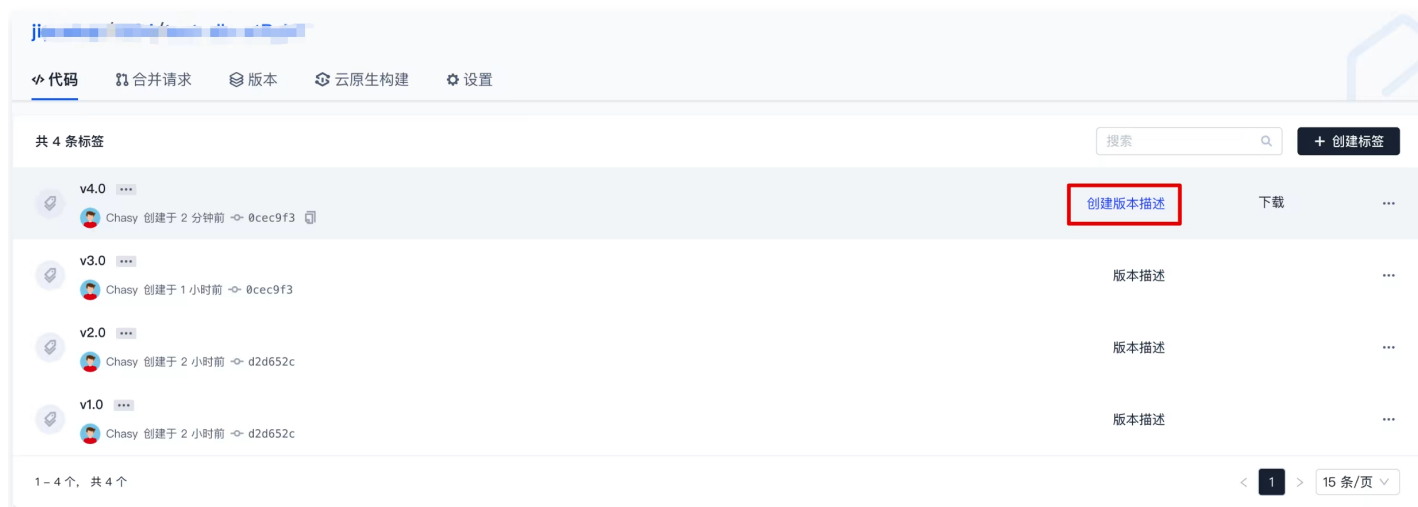 代码 合并请求 版本 云原生构建 设置
共 4 条标签 搜索 + 创建标签
v4.0 ...
Chasy 创建于 2 分钟前 0cec9f3 创建版本描述 下载 ...
v3.0 ...
Chasy 创建于 1 小时前 0cec9f3 版本描述 ...
v2.0 ...
Chasy 创建于 2 小时前 d2d652c 版本描述 ...
v1.0 ...
Chasy 创建于 2 小时前 d2d652c 版本描述 ...
1 – 4 个, 共 4 个 < 1 > 15 条/页